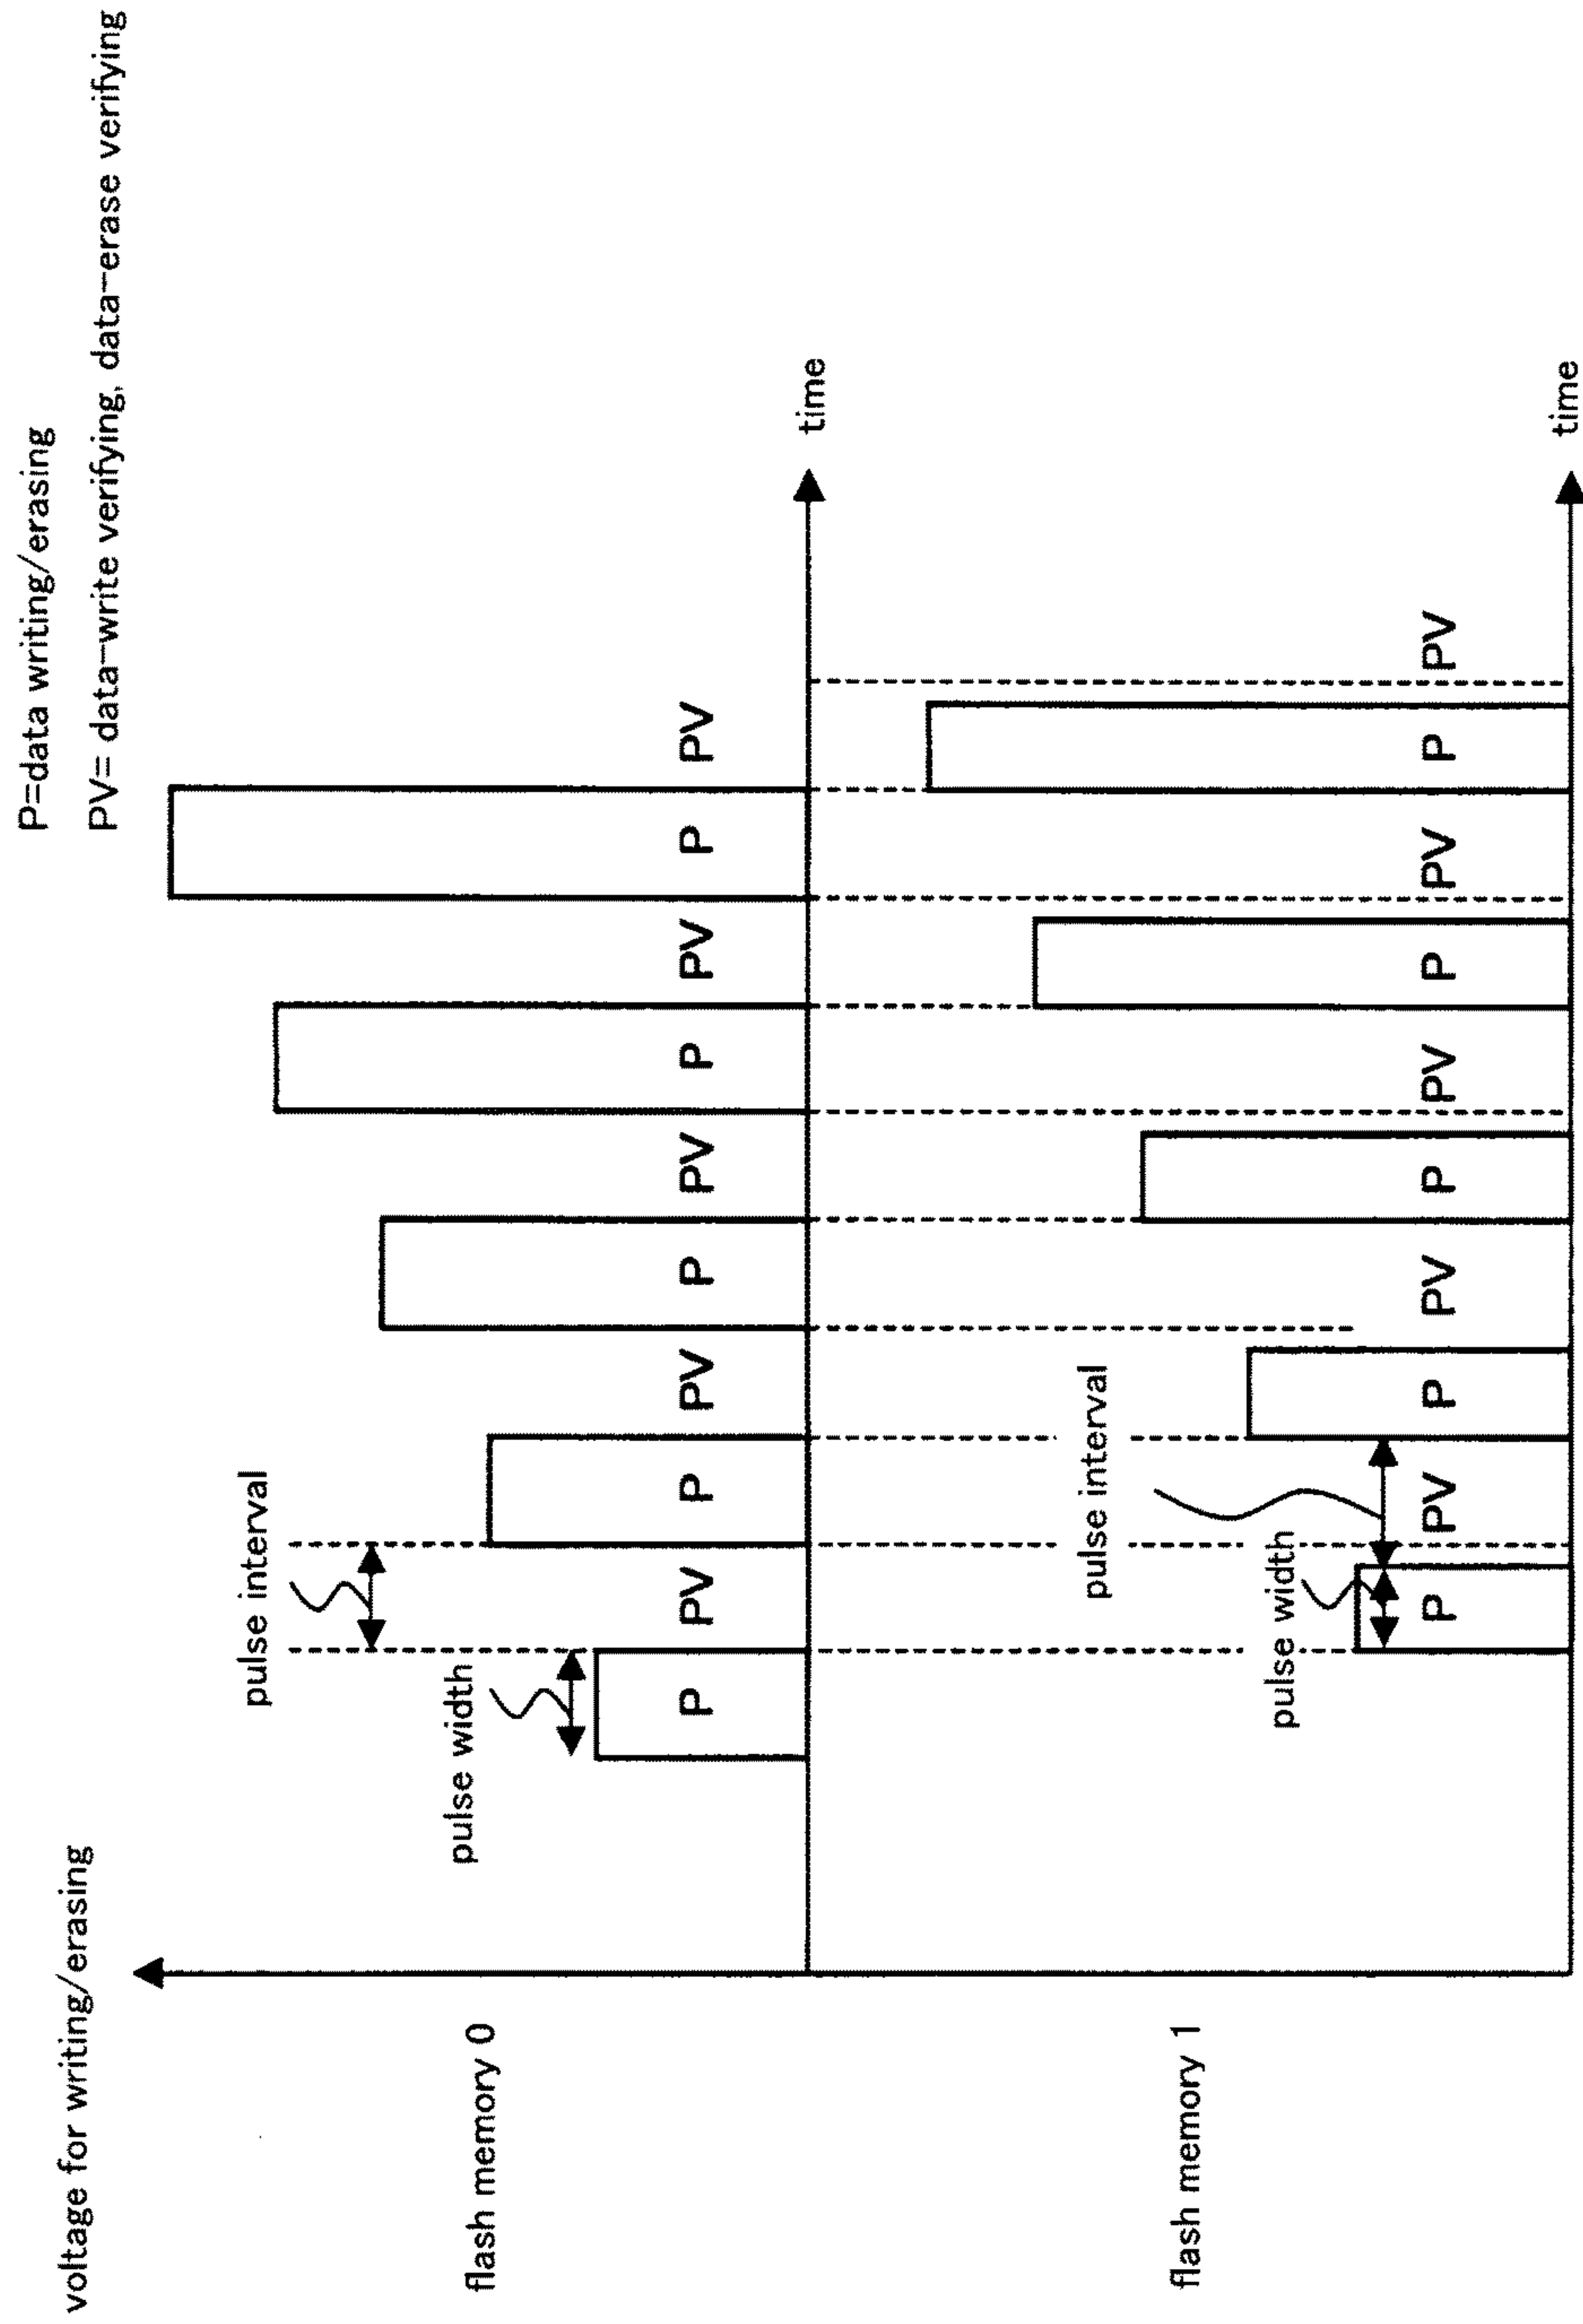 P=data writing/erasing
voltage for writing/erasing
PV= data-write verifying, data-erase verifying
pulse interval
pulse width
flash memory 0
P PV P PV P PV P PV P PV
time
pulse interval
flash memory 1
pulse width
P PV P PV P PV P PV P PV
time